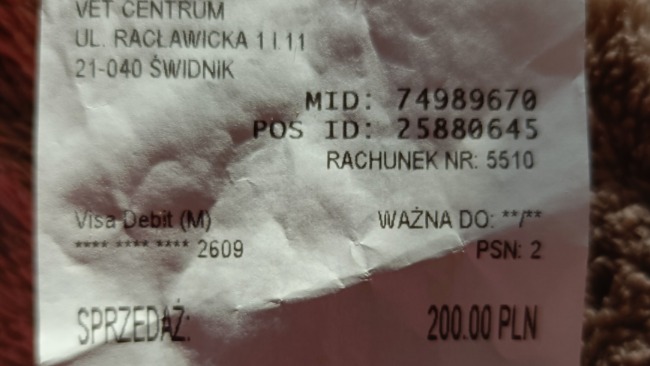 VET CENTRUM
UL. RACŁAWICKA 11.11
21-040 ŚWIDNIK
MID: 74989670
POS ID: 25880645
RACHUNEK NR: 5510
Visa Debit (M) WAŻNA DO: **/**
**** **** **** 2609 PSN: 2
SPRZEDAŻ: 200.00 PLN